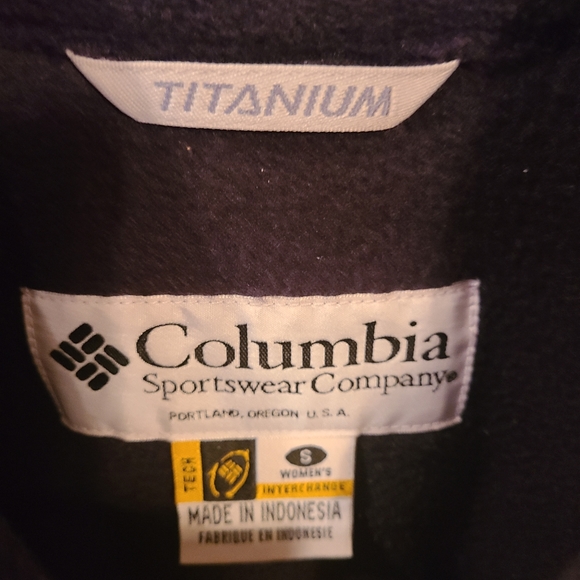 TITANIUM
Columbia
Sportswear Company®
PORTLAND, OREGON U.S.A.
TECH
S
WOMEN'S
INTERCHANGE
MADE IN INDONESIA
FABRIQUE EN INDONESIE